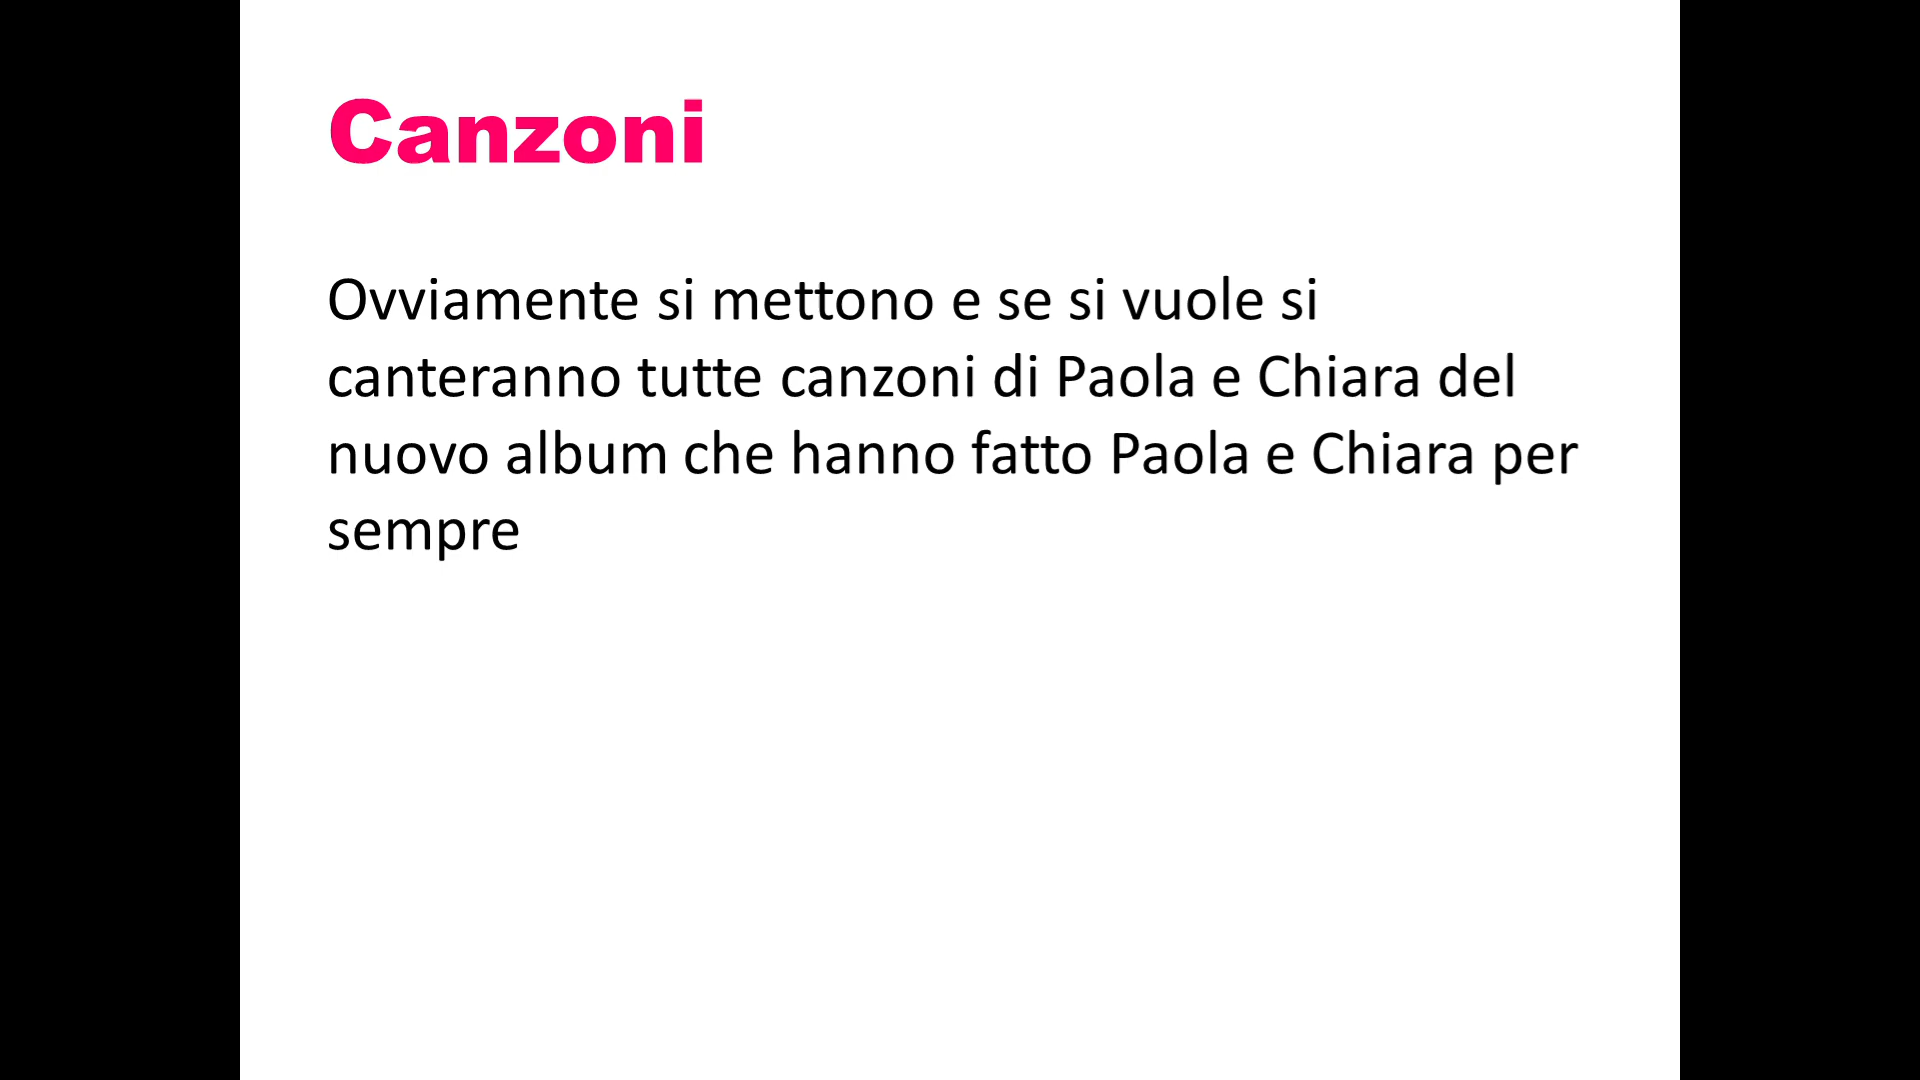 Canzoni
Ovviamente si mettono e se si vuole si
canteranno tutte canzoni di Paola e Chiara del
nuovo album che hanno fatto Paola e Chiara per
sempre